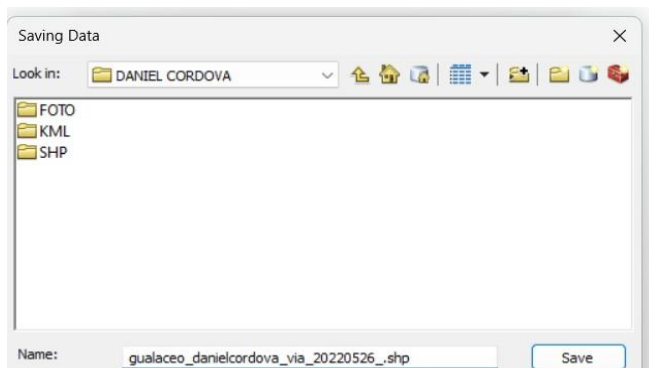 Saving Data
Look in: DANIEL CORDOVA
FOTO
KML
SHP
Name: gualaceo_danielcordova_via_20220526_.shp Save